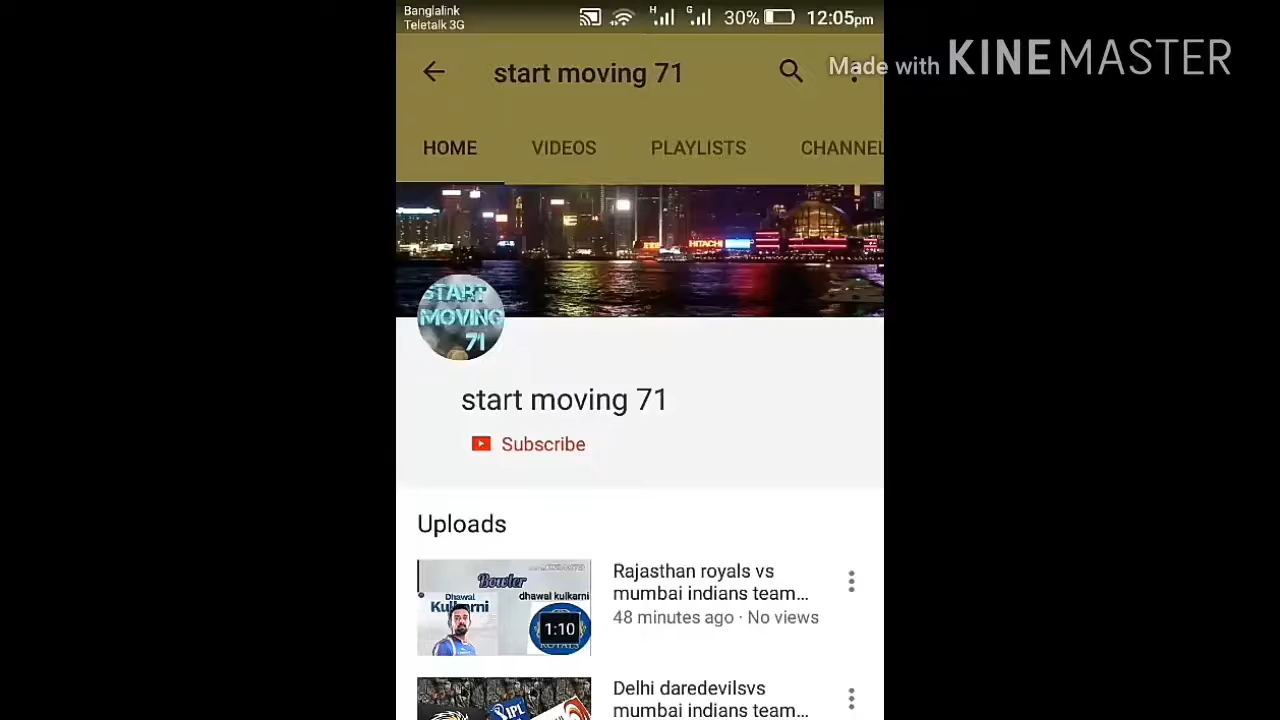 Banglalink
Teletalk 3G
H
G
30%
12:05pm
start moving 71
Made with KINEMASTER
HOME
VIDEOS
PLAYLISTS
CHANNEL
HITACHI
START
MOVING
71
start moving 71
Subscribe
Uploads
Bowler
Dhawal
Kulkarni
dhawal kulkarni
1:10
ROYALS
Rajasthan royals vs
mumbai indians team...
48 minutes ago · No views
IPL
Delhi daredevilsvs
mumbai indians team...